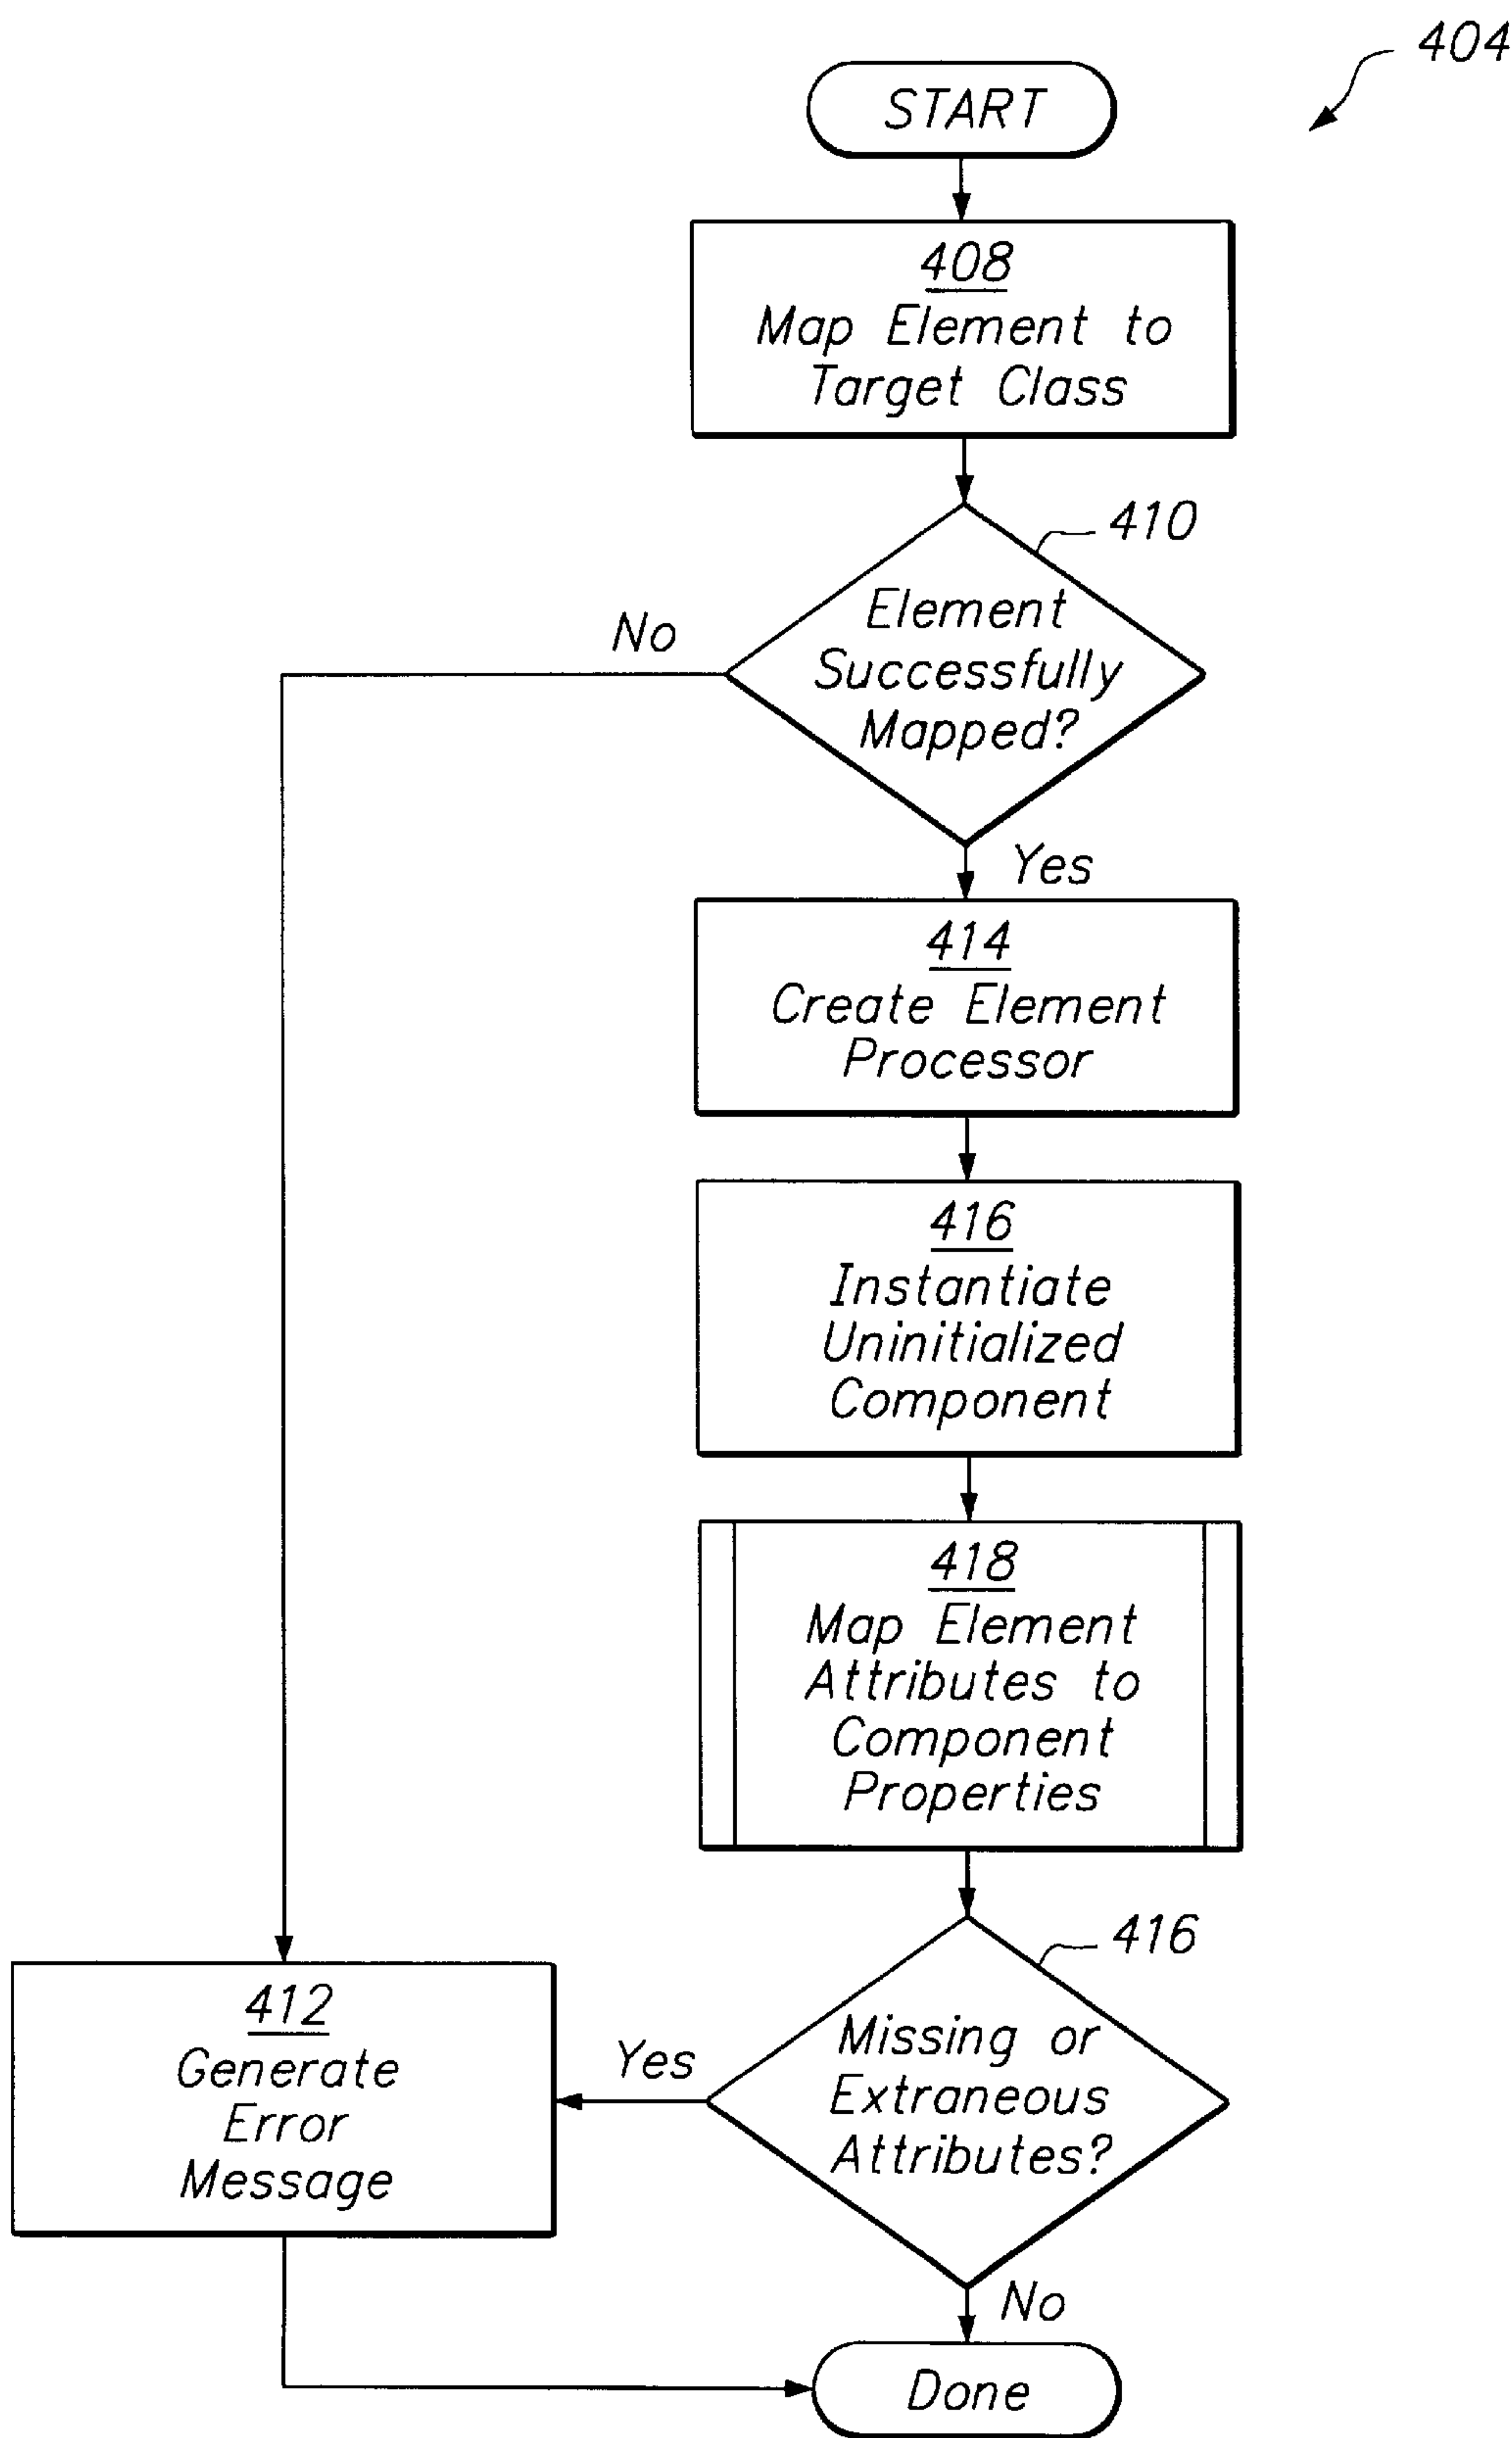 404
START
408
Map Element to
Target Class
410
Element
Successfully
Mapped?
No
Yes
414
Create Element
Processor
416
Instantiate
Uninitialized
Component
418
Map Element
Attributes to
Component
Properties
416
Missing or
Extraneous
Attributes?
Yes
412
Generate
Error
Message
No
Done